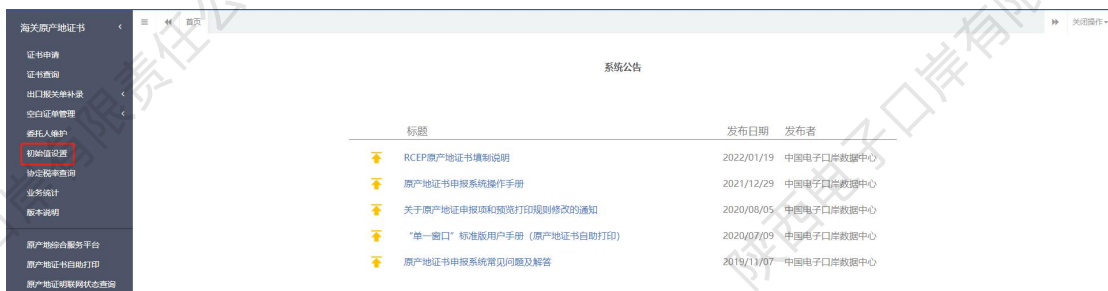 海关原产地证书
首页
关闭操作
证书申请
证书查询
出口报关单补录
空白证单管理
委托人维护
初始值设置
协定税率查询
业务统计
版本说明
原产地综合服务平台
原产地证书自助打印
原产地证明联网状态查询
系统公告
标题 发布日期 发布者
RCEP原产地证书填制说明 2022/01/19 中国电子口岸数据中心
原产地证书申报系统操作手册 2021/12/29 中国电子口岸数据中心
关于原产地证申报项和预览打印规则修改的通知 2020/08/05 中国电子口岸数据中心
“单一窗口”标准版用户手册（原产地证书自助打印） 2020/07/09 中国电子口岸数据中心
原产地证书申报系统常见问题及解答 2019/11/07 中国电子口岸数据中心
有限责任公
陕西电子口岸有限